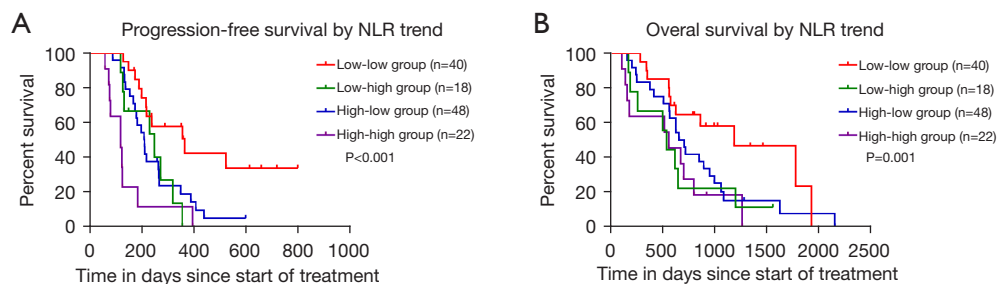 A
Progression-free survival by NLR trend
Percent survival
100
80
60
40
20
0
Low-low group (n=40)
Low-high group (n=18)
High-low group (n=48)
High-high group (n=22)
P<0.001
0 200 400 600 800 1000
Time in days since start of treatment
B
Overal survival by NLR trend
Percent survival
100
80
60
40
20
0
Low-low group (n=40)
Low-high group (n=18)
High-low group (n=48)
High-high group (n=22)
P=0.001
0 500 1000 1500 2000 2500
Time in days since start of treatment